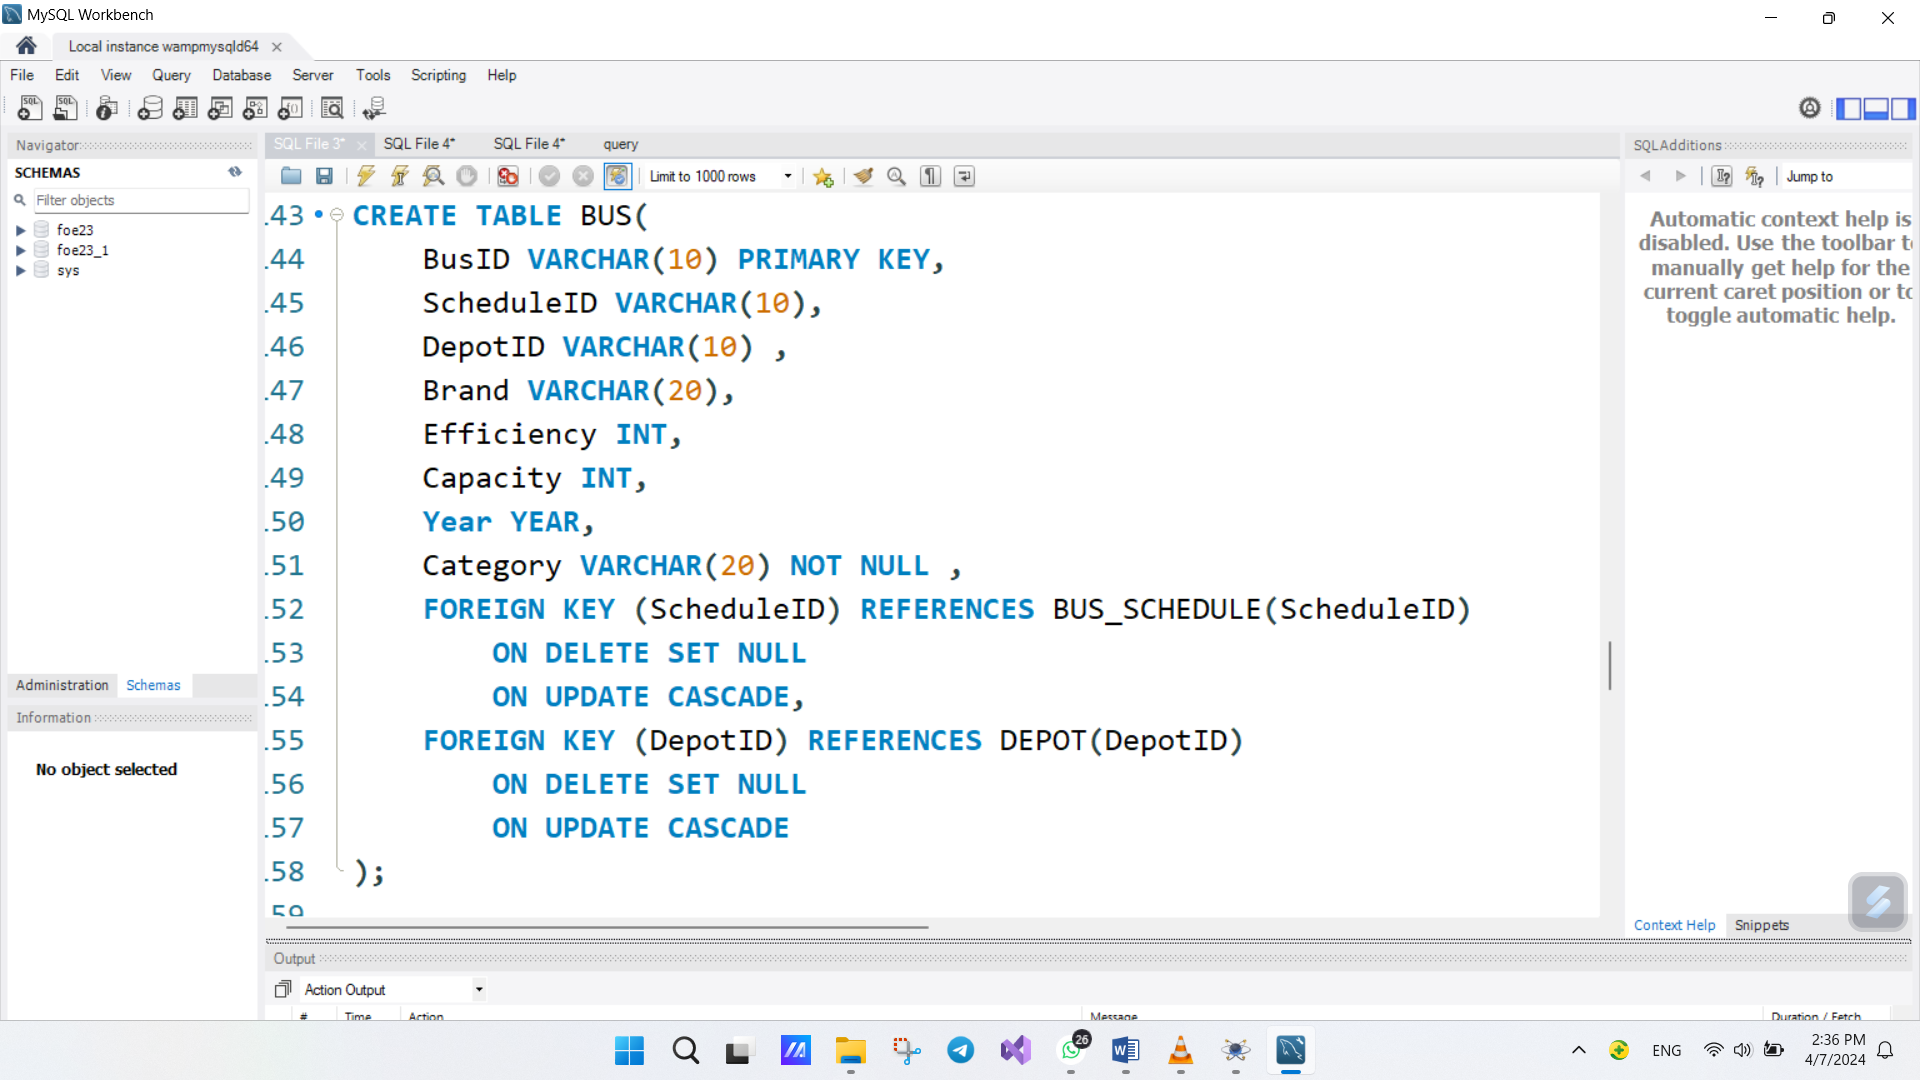 MySQL Workbench
Local instance wampmysqld64
File Edit View Query Database Server Tools Scripting Help
Navigator
SCHEMAS
Filter objects
foe23
foe23_1
sys
Administration Schemas
Information
No object selected
SQL File 3* SQL File 4* SQL File 4* query
Limit to 1000 rows
.43 CREATE TABLE BUS(
.44 BusID VARCHAR(10) PRIMARY KEY,
.45 ScheduleID VARCHAR(10),
.46 DepotID VARCHAR(10) ,
.47 Brand VARCHAR(20),
.48 Efficiency INT,
.49 Capacity INT,
.50 Year YEAR,
.51 Category VARCHAR(20) NOT NULL ,
.52 FOREIGN KEY (ScheduleID) REFERENCES BUS_SCHEDULE(ScheduleID)
.53 ON DELETE SET NULL
.54 ON UPDATE CASCADE,
.55 FOREIGN KEY (DepotID) REFERENCES DEPOT(DepotID)
.56 ON DELETE SET NULL
.57 ON UPDATE CASCADE
.58 );
59
SQLAdditions
Jump to
Automatic context help is
disabled. Use the toolbar to
manually get help for the
current caret position or to
toggle automatic help.
Context Help Snippets
Output
Action Output
# Time Action Message Duration / Fetch
26
ENG
2:36 PM
4/7/2024